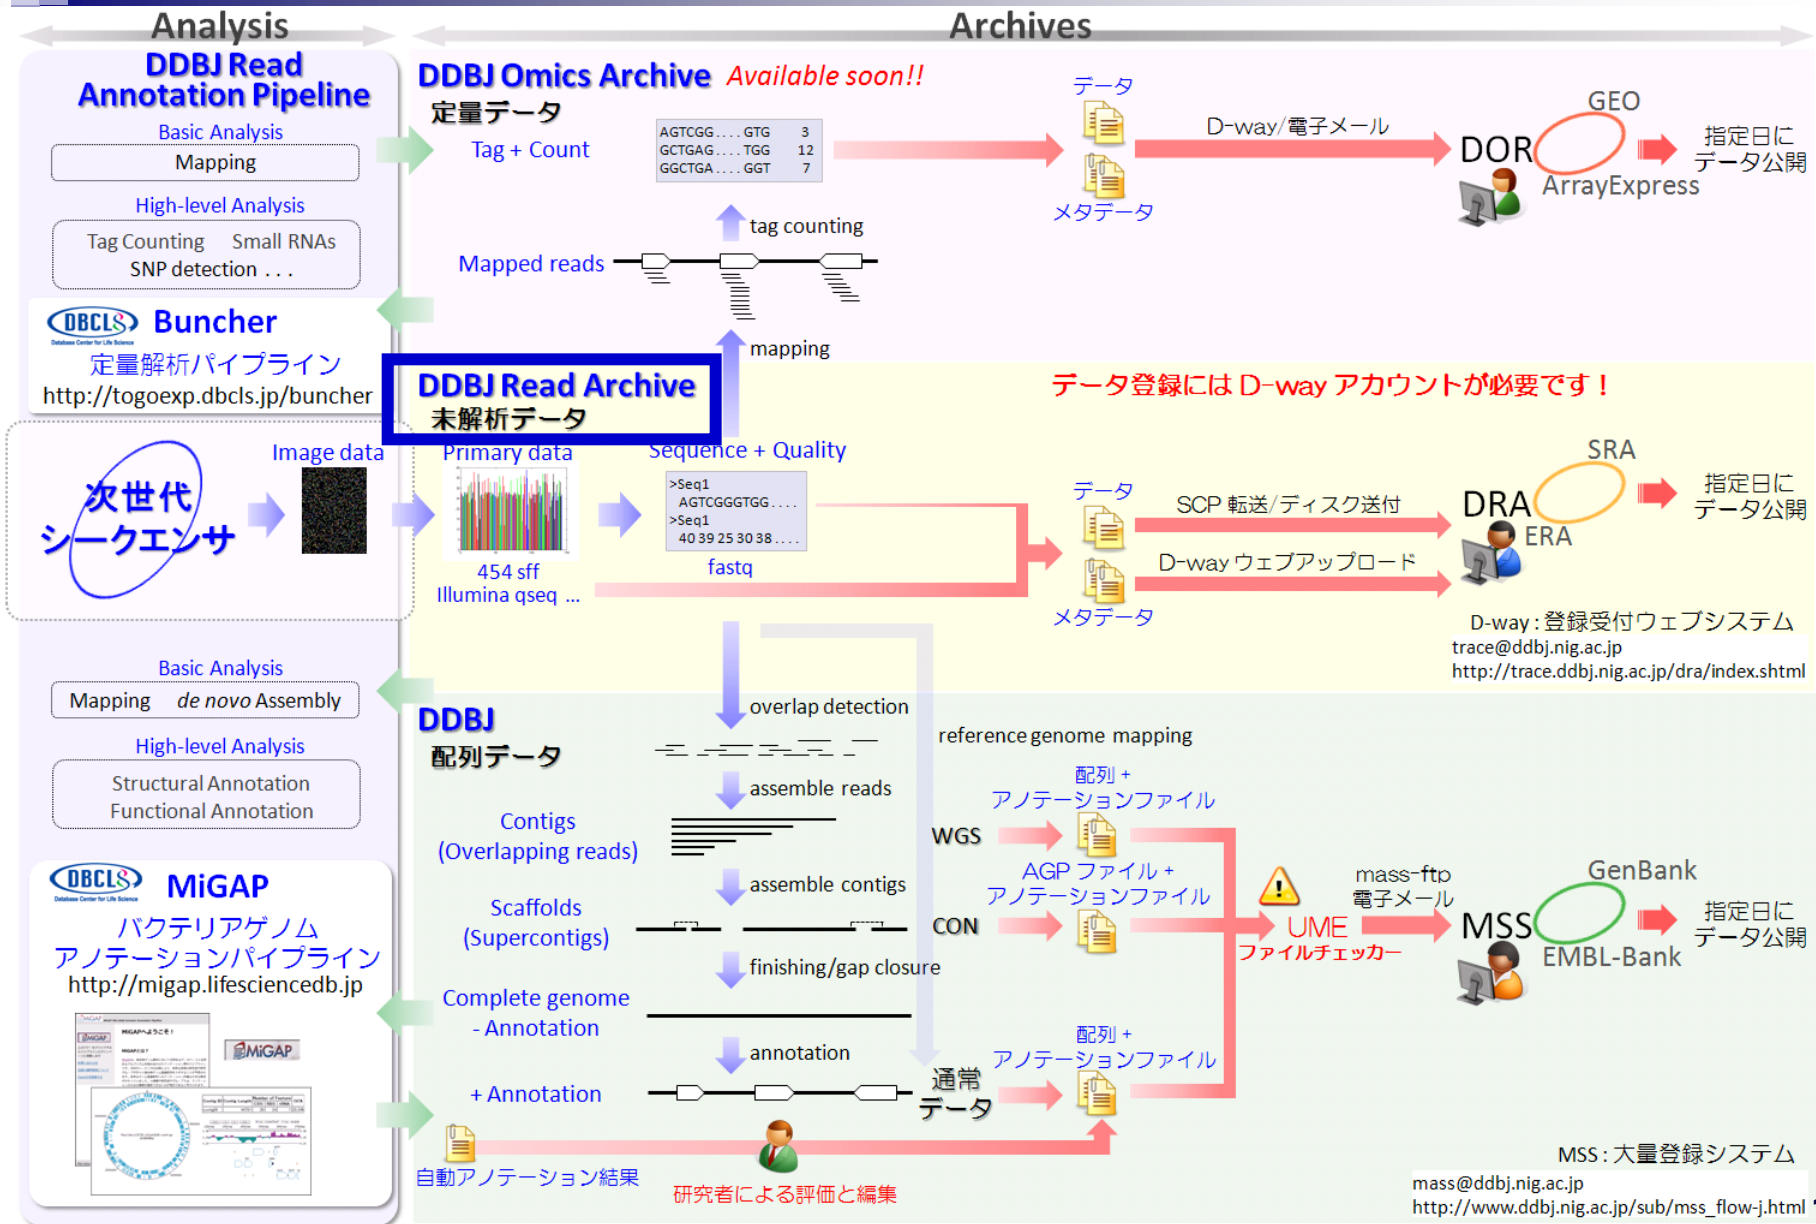 Analysis
Archives
DDBJ Read
Annotation Pipeline
Basic Analysis
Mapping
High-level Analysis
Tag Counting Small RNAs
SNP detection . . .
DBCLS
Database Center for Life Science
Buncher
定量解析パイプライン
http://togoexp.dbcls.jp/buncher
DDBJ Omics Archive Available soon!!
定量データ
Tag + Count
AGTCGG....GTG 3
GCTGAG....TGG 12
GGCTGA....GGT 7
tag counting
Mapped reads
mapping
データ
メタデータ
D-way/電子メール
DOR
GEO
ArrayExpress
指定日に
データ公開
DDBJ Read Archive
未解析データ
データ登録には D-way アカウントが必要です！
次世代
シークエンサ
Image data
Primary data
454 sff
Illumina qseq ...
Sequence + Quality
>Seq1
AGTCGGGTGG....
>Seq1
40 39 25 30 38....
fastq
データ
メタデータ
SCP 転送/ディスク送付
D-way ウェブアップロード
DRA
SRA
ERA
指定日に
データ公開
D-way : 登録受付ウェブシステム
trace@ddbj.nig.ac.jp
http://trace.ddbj.nig.ac.jp/dra/index.shtml
Basic Analysis
Mapping de novo Assembly
High-level Analysis
Structural Annotation
Functional Annotation
DBCLS
Database Center for Life Science
MiGAP
バクテリアゲノム
アノテーションパイプライン
http://migap.lifesciencedb.jp
MiGAPへようこそ！
MiGAP
DDBJ
配列データ
overlap detection
assemble reads
Contigs
(Overlapping reads)
assemble contigs
Scaffolds
(Supercontigs)
finishing/gap closure
Complete genome
- Annotation
annotation
+ Annotation
自動アノテーション結果
研究者による評価と編集
reference genome mapping
配列 +
アノテーションファイル
WGS
AGP ファイル +
アノテーションファイル
CON
配列 +
アノテーションファイル
通常
データ
UME
ファイルチェッカー
mass-ftp
電子メール
MSS
GenBank
EMBL-Bank
指定日に
データ公開
MSS : 大量登録システム
mass@ddbj.nig.ac.jp
http://www.ddbj.nig.ac.jp/sub/mss_flow-j.html